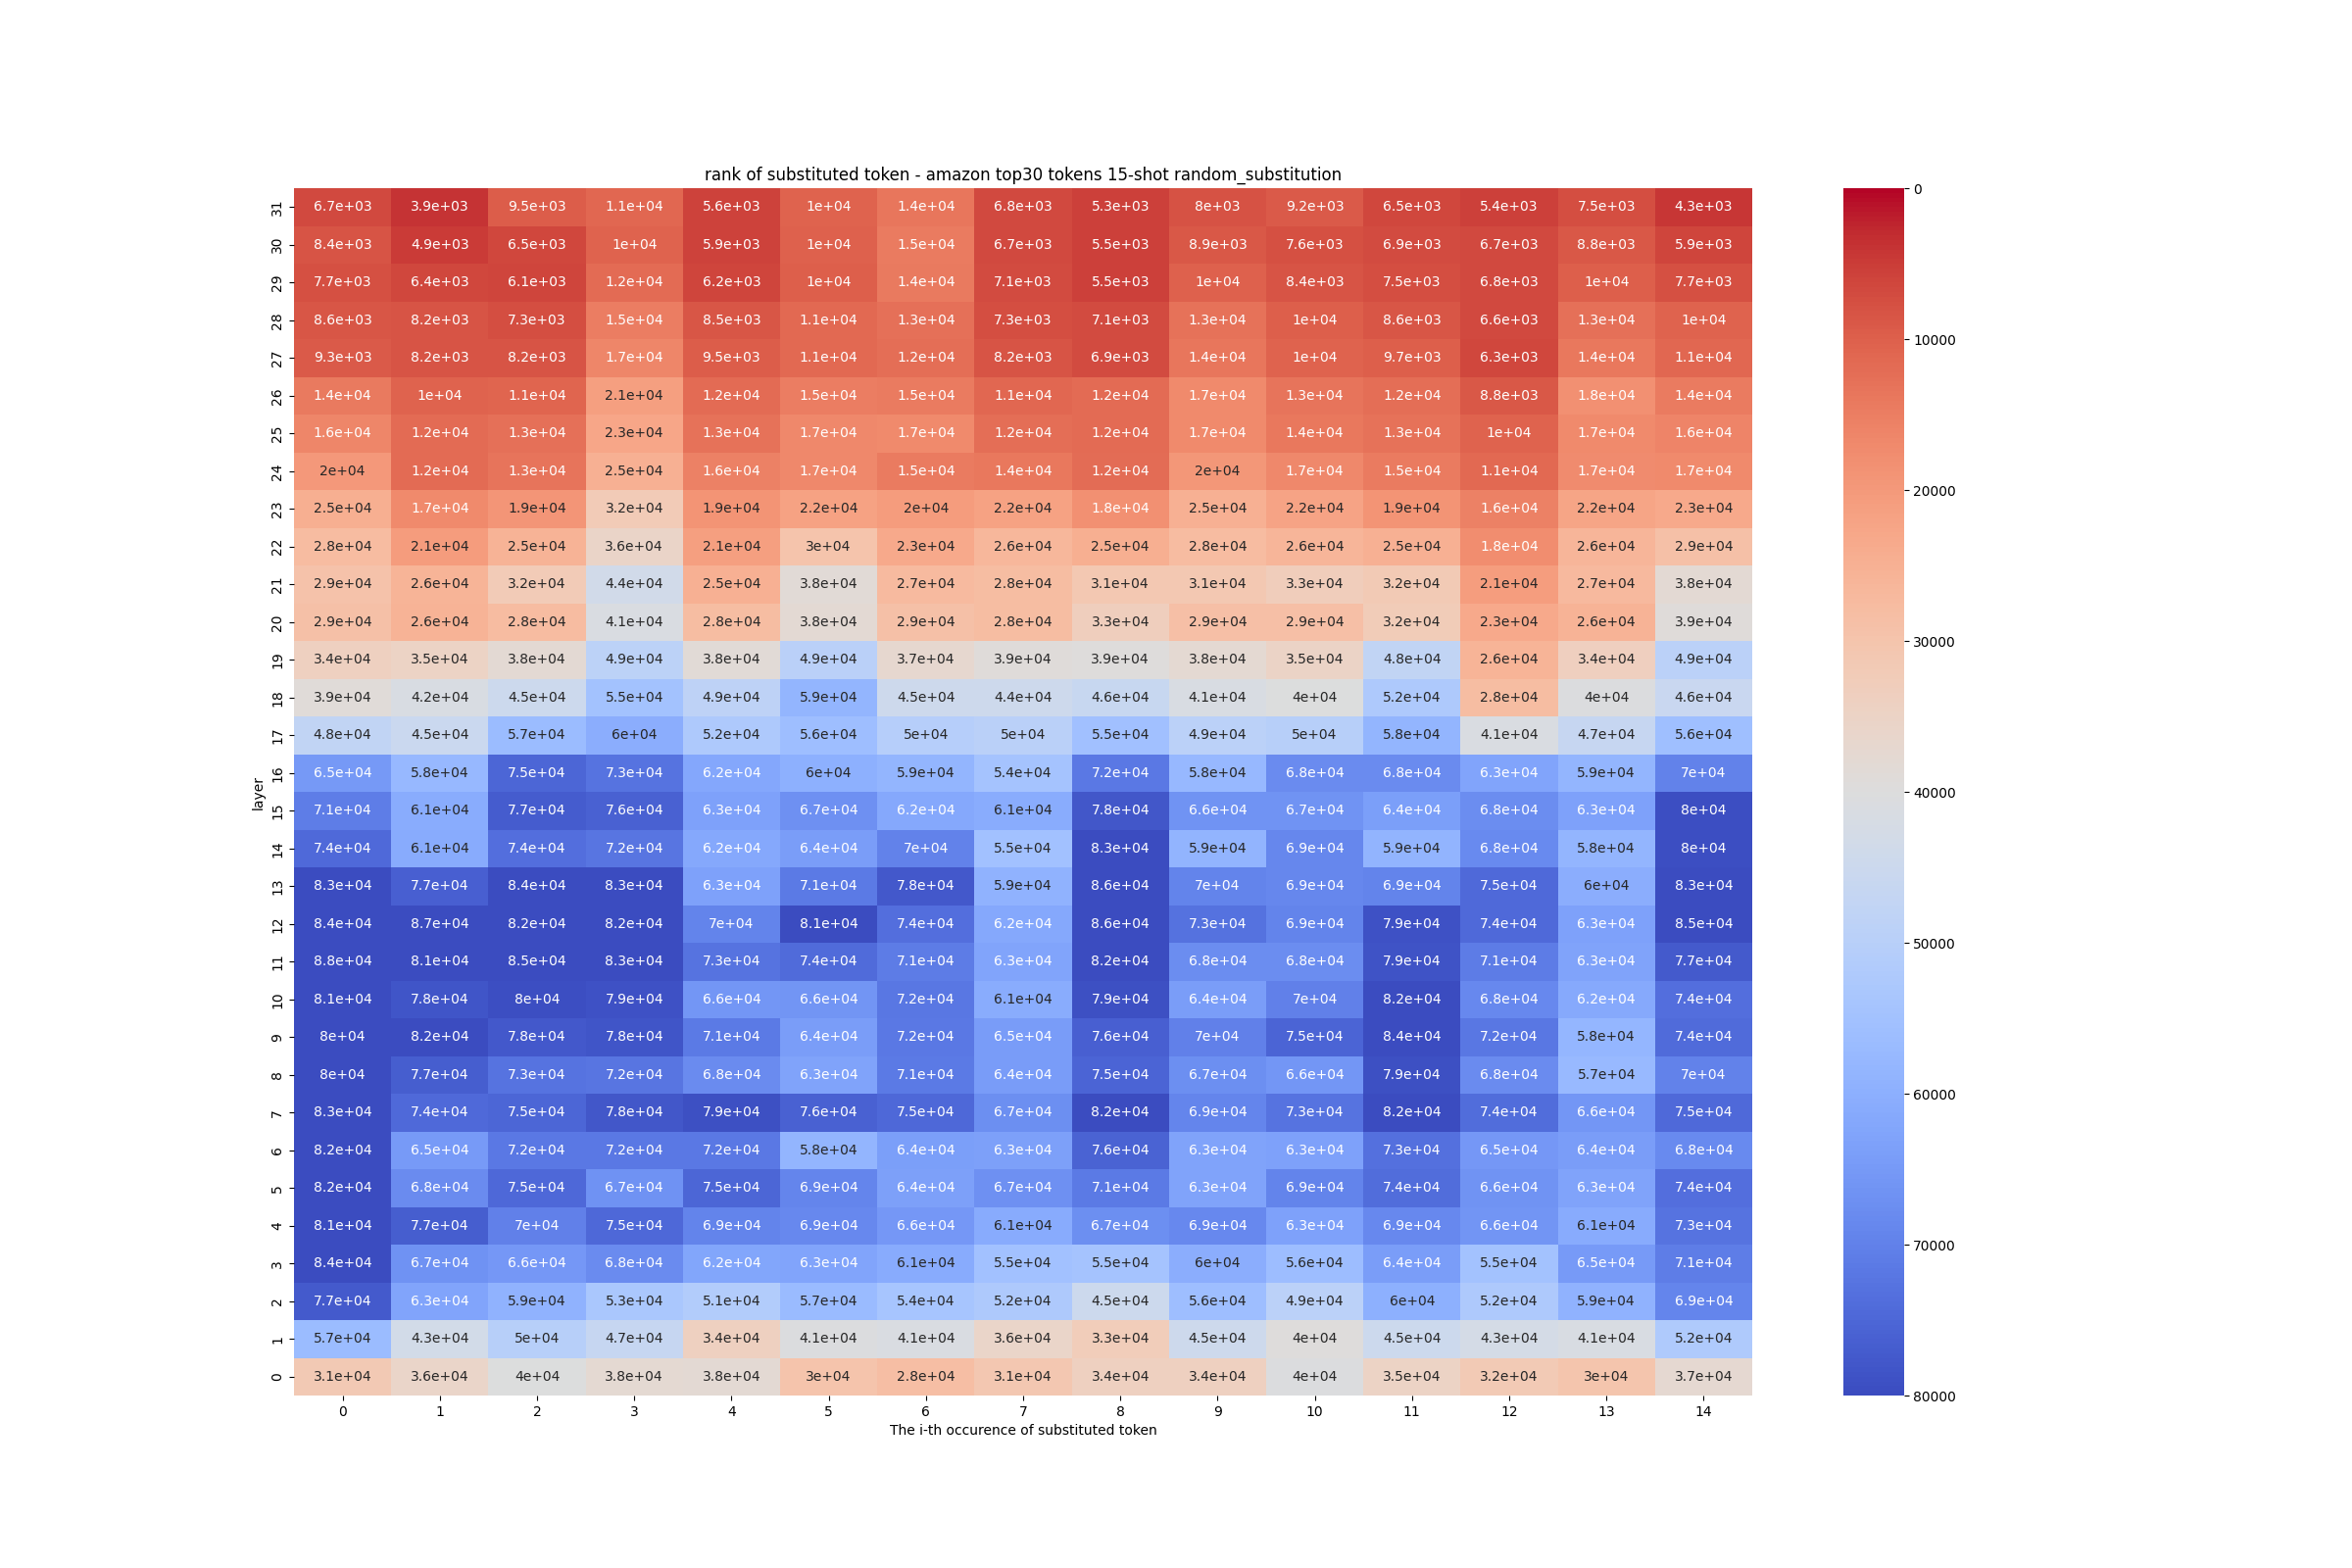 rank of substituted token - amazon top30 tokens 15-shot random_substitution
31 6.7e+03 3.9e+03 9.5e+03 1.1e+04 5.6e+03 1e+04 1.4e+04 6.8e+03 5.3e+03 8e+03 9.2e+03 6.5e+03 5.4e+03 7.5e+03 4.3e+03 0
30 8.4e+03 4.9e+03 6.5e+03 1e+04 5.9e+03 1e+04 1.5e+04 6.7e+03 5.5e+03 8.9e+03 7.6e+03 6.9e+03 6.7e+03 8.8e+03 5.9e+03
29 7.7e+03 6.4e+03 6.1e+03 1.2e+04 6.2e+03 1e+04 1.4e+04 7.1e+03 5.5e+03 1e+04 8.4e+03 7.5e+03 6.8e+03 1e+04 7.7e+03
28 8.6e+03 8.2e+03 7.3e+03 1.5e+04 8.5e+03 1.1e+04 1.3e+04 7.3e+03 7.1e+03 1.3e+04 1e+04 8.6e+03 6.6e+03 1.3e+04 1e+04
10000
27 9.3e+03 8.2e+03 8.2e+03 1.7e+04 9.5e+03 1.1e+04 1.2e+04 8.2e+03 6.9e+03 1.4e+04 1e+04 9.7e+03 6.3e+03 1.4e+04 1.1e+04
26 1.4e+04 1e+04 1.1e+04 2.1e+04 1.2e+04 1.5e+04 1.5e+04 1.1e+04 1.2e+04 1.7e+04 1.3e+04 1.2e+04 8.8e+03 1.8e+04 1.4e+04
25 1.6e+04 1.2e+04 1.3e+04 2.3e+04 1.3e+04 1.7e+04 1.7e+04 1.2e+04 1.2e+04 1.7e+04 1.4e+04 1.3e+04 1e+04 1.7e+04 1.6e+04
24 2e+04 1.2e+04 1.3e+04 2.5e+04 1.6e+04 1.7e+04 1.5e+04 1.4e+04 1.2e+04 2e+04 1.7e+04 1.5e+04 1.1e+04 1.7e+04 1.7e+04
20000
23 2.5e+04 1.7e+04 1.9e+04 3.2e+04 1.9e+04 2.2e+04 2e+04 2.2e+04 1.8e+04 2.5e+04 2.2e+04 1.9e+04 1.6e+04 2.2e+04 2.3e+04
22 2.8e+04 2.1e+04 2.5e+04 3.6e+04 2.1e+04 3e+04 2.3e+04 2.6e+04 2.5e+04 2.8e+04 2.6e+04 2.5e+04 1.8e+04 2.6e+04 2.9e+04
21 2.9e+04 2.6e+04 3.2e+04 4.4e+04 2.5e+04 3.8e+04 2.7e+04 2.8e+04 3.1e+04 3.1e+04 3.3e+04 3.2e+04 2.1e+04 2.7e+04 3.8e+04
20 2.9e+04 2.6e+04 2.8e+04 4.1e+04 2.8e+04 3.8e+04 2.9e+04 2.8e+04 3.3e+04 2.9e+04 2.9e+04 3.2e+04 2.3e+04 2.6e+04 3.9e+04
30000
19 3.4e+04 3.5e+04 3.8e+04 4.9e+04 3.8e+04 4.9e+04 3.7e+04 3.9e+04 3.9e+04 3.8e+04 3.5e+04 4.8e+04 2.6e+04 3.4e+04 4.9e+04
18 3.9e+04 4.2e+04 4.5e+04 5.5e+04 4.9e+04 5.9e+04 4.5e+04 4.4e+04 4.6e+04 4.1e+04 4e+04 5.2e+04 2.8e+04 4e+04 4.6e+04
17 4.8e+04 4.5e+04 5.7e+04 6e+04 5.2e+04 5.6e+04 5e+04 5e+04 5.5e+04 4.9e+04 5e+04 5.8e+04 4.1e+04 4.7e+04 5.6e+04
16 6.5e+04 5.8e+04 7.5e+04 7.3e+04 6.2e+04 6e+04 5.9e+04 5.4e+04 7.2e+04 5.8e+04 6.8e+04 6.8e+04 6.3e+04 5.9e+04 7e+04
layer
40000
15 7.1e+04 6.1e+04 7.7e+04 7.6e+04 6.3e+04 6.7e+04 6.2e+04 6.1e+04 7.8e+04 6.6e+04 6.7e+04 6.4e+04 6.8e+04 6.3e+04 8e+04
14 7.4e+04 6.1e+04 7.4e+04 7.2e+04 6.2e+04 6.4e+04 7e+04 5.5e+04 8.3e+04 5.9e+04 6.9e+04 5.9e+04 6.8e+04 5.8e+04 8e+04
13 8.3e+04 7.7e+04 8.4e+04 8.3e+04 6.3e+04 7.1e+04 7.8e+04 5.9e+04 8.6e+04 7e+04 6.9e+04 6.9e+04 7.5e+04 6e+04 8.3e+04
12 8.4e+04 8.7e+04 8.2e+04 8.2e+04 7e+04 8.1e+04 7.4e+04 6.2e+04 8.6e+04 7.3e+04 6.9e+04 7.9e+04 7.4e+04 6.3e+04 8.5e+04
50000
11 8.8e+04 8.1e+04 8.5e+04 8.3e+04 7.3e+04 7.4e+04 7.1e+04 6.3e+04 8.2e+04 6.8e+04 6.8e+04 7.9e+04 7.1e+04 6.3e+04 7.7e+04
10 8.1e+04 7.8e+04 8e+04 7.9e+04 6.6e+04 6.6e+04 7.2e+04 6.1e+04 7.9e+04 6.4e+04 7e+04 8.2e+04 6.8e+04 6.2e+04 7.4e+04
9 8e+04 8.2e+04 7.8e+04 7.8e+04 7.1e+04 6.4e+04 7.2e+04 6.5e+04 7.6e+04 7e+04 7.5e+04 8.4e+04 7.2e+04 5.8e+04 7.4e+04
8 8e+04 7.7e+04 7.3e+04 7.2e+04 6.8e+04 6.3e+04 7.1e+04 6.4e+04 7.5e+04 6.7e+04 6.6e+04 7.9e+04 6.8e+04 5.7e+04 7e+04
60000
7 8.3e+04 7.4e+04 7.5e+04 7.8e+04 7.9e+04 7.6e+04 7.5e+04 6.7e+04 8.2e+04 6.9e+04 7.3e+04 8.2e+04 7.4e+04 6.6e+04 7.5e+04
6 8.2e+04 6.5e+04 7.2e+04 7.2e+04 7.2e+04 5.8e+04 6.4e+04 6.3e+04 7.6e+04 6.3e+04 6.3e+04 7.3e+04 6.5e+04 6.4e+04 6.8e+04
5 8.2e+04 6.8e+04 7.5e+04 6.7e+04 7.5e+04 6.9e+04 6.4e+04 6.7e+04 7.1e+04 6.3e+04 6.9e+04 7.4e+04 6.6e+04 6.3e+04 7.4e+04
4 8.1e+04 7.7e+04 7e+04 7.5e+04 6.9e+04 6.9e+04 6.6e+04 6.1e+04 6.7e+04 6.9e+04 6.3e+04 6.9e+04 6.6e+04 6.1e+04 7.3e+04
70000
3 8.4e+04 6.7e+04 6.6e+04 6.8e+04 6.2e+04 6.3e+04 6.1e+04 5.5e+04 5.5e+04 6e+04 5.6e+04 6.4e+04 5.5e+04 6.5e+04 7.1e+04
2 7.7e+04 6.3e+04 5.9e+04 5.3e+04 5.1e+04 5.7e+04 5.4e+04 5.2e+04 4.5e+04 5.6e+04 4.9e+04 6e+04 5.2e+04 5.9e+04 6.9e+04
1 5.7e+04 4.3e+04 5e+04 4.7e+04 3.4e+04 4.1e+04 4.1e+04 3.6e+04 3.3e+04 4.5e+04 4e+04 4.5e+04 4.3e+04 4.1e+04 5.2e+04
0 3.1e+04 3.6e+04 4e+04 3.8e+04 3.8e+04 3e+04 2.8e+04 3.1e+04 3.4e+04 3.4e+04 4e+04 3.5e+04 3.2e+04 3e+04 3.7e+04
80000
0 1 2 3 4 5 6 7 8 9 10 11 12 13 14
The i-th occurence of substituted token